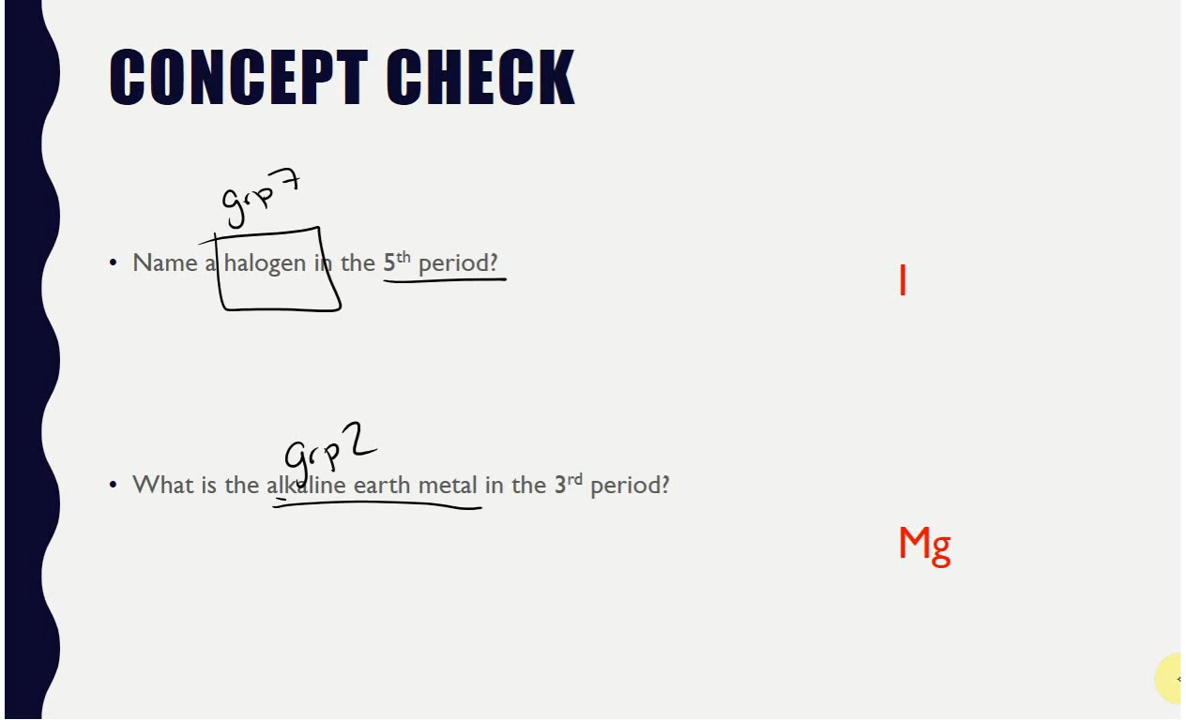 CONCEPT CHECK
grp 7
• Name a halogen in the 5th period?
I
grp 2
• What is the alkaline earth metal in the 3rd period?
Mg